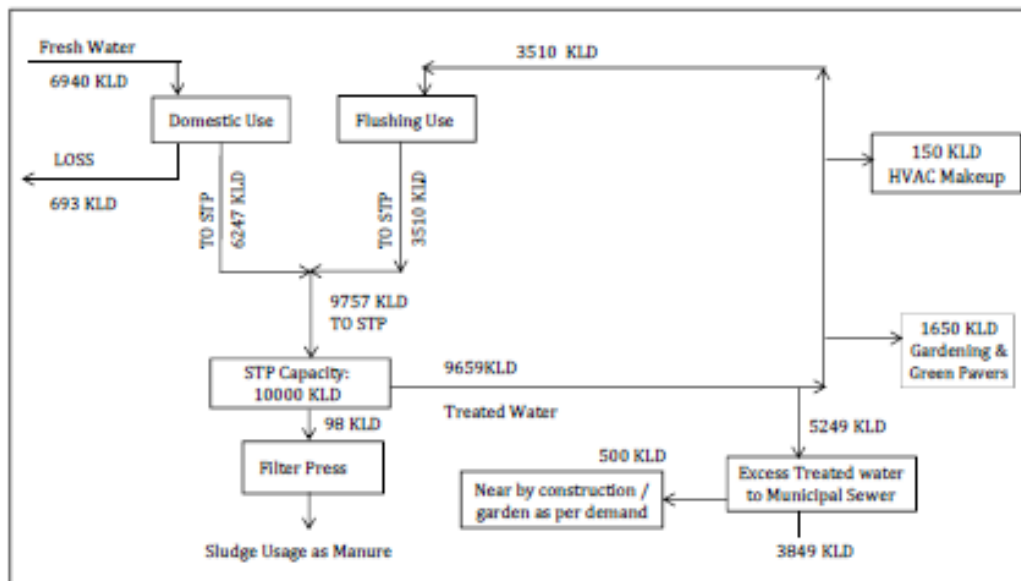 Fresh Water
6940 KLD
3510 KLD
Domestic Use
Flushing Use
LOSS
693 KLD
TO STP
6247 KLD
TO STP
3510 KLD
150 KLD
HVAC Makeup
9757 KLD
TO STP
1650 KLD
Gardening &
Green Pavers
STP Capacity:
10000 KLD
9659KLD
Treated Water
98 KLD
5249 KLD
Filter Press
500 KLD
Near by construction /
garden as per demand
Excess Treated water
to Municipal Sewer
Sludge Usage as Manure
3849 KLD